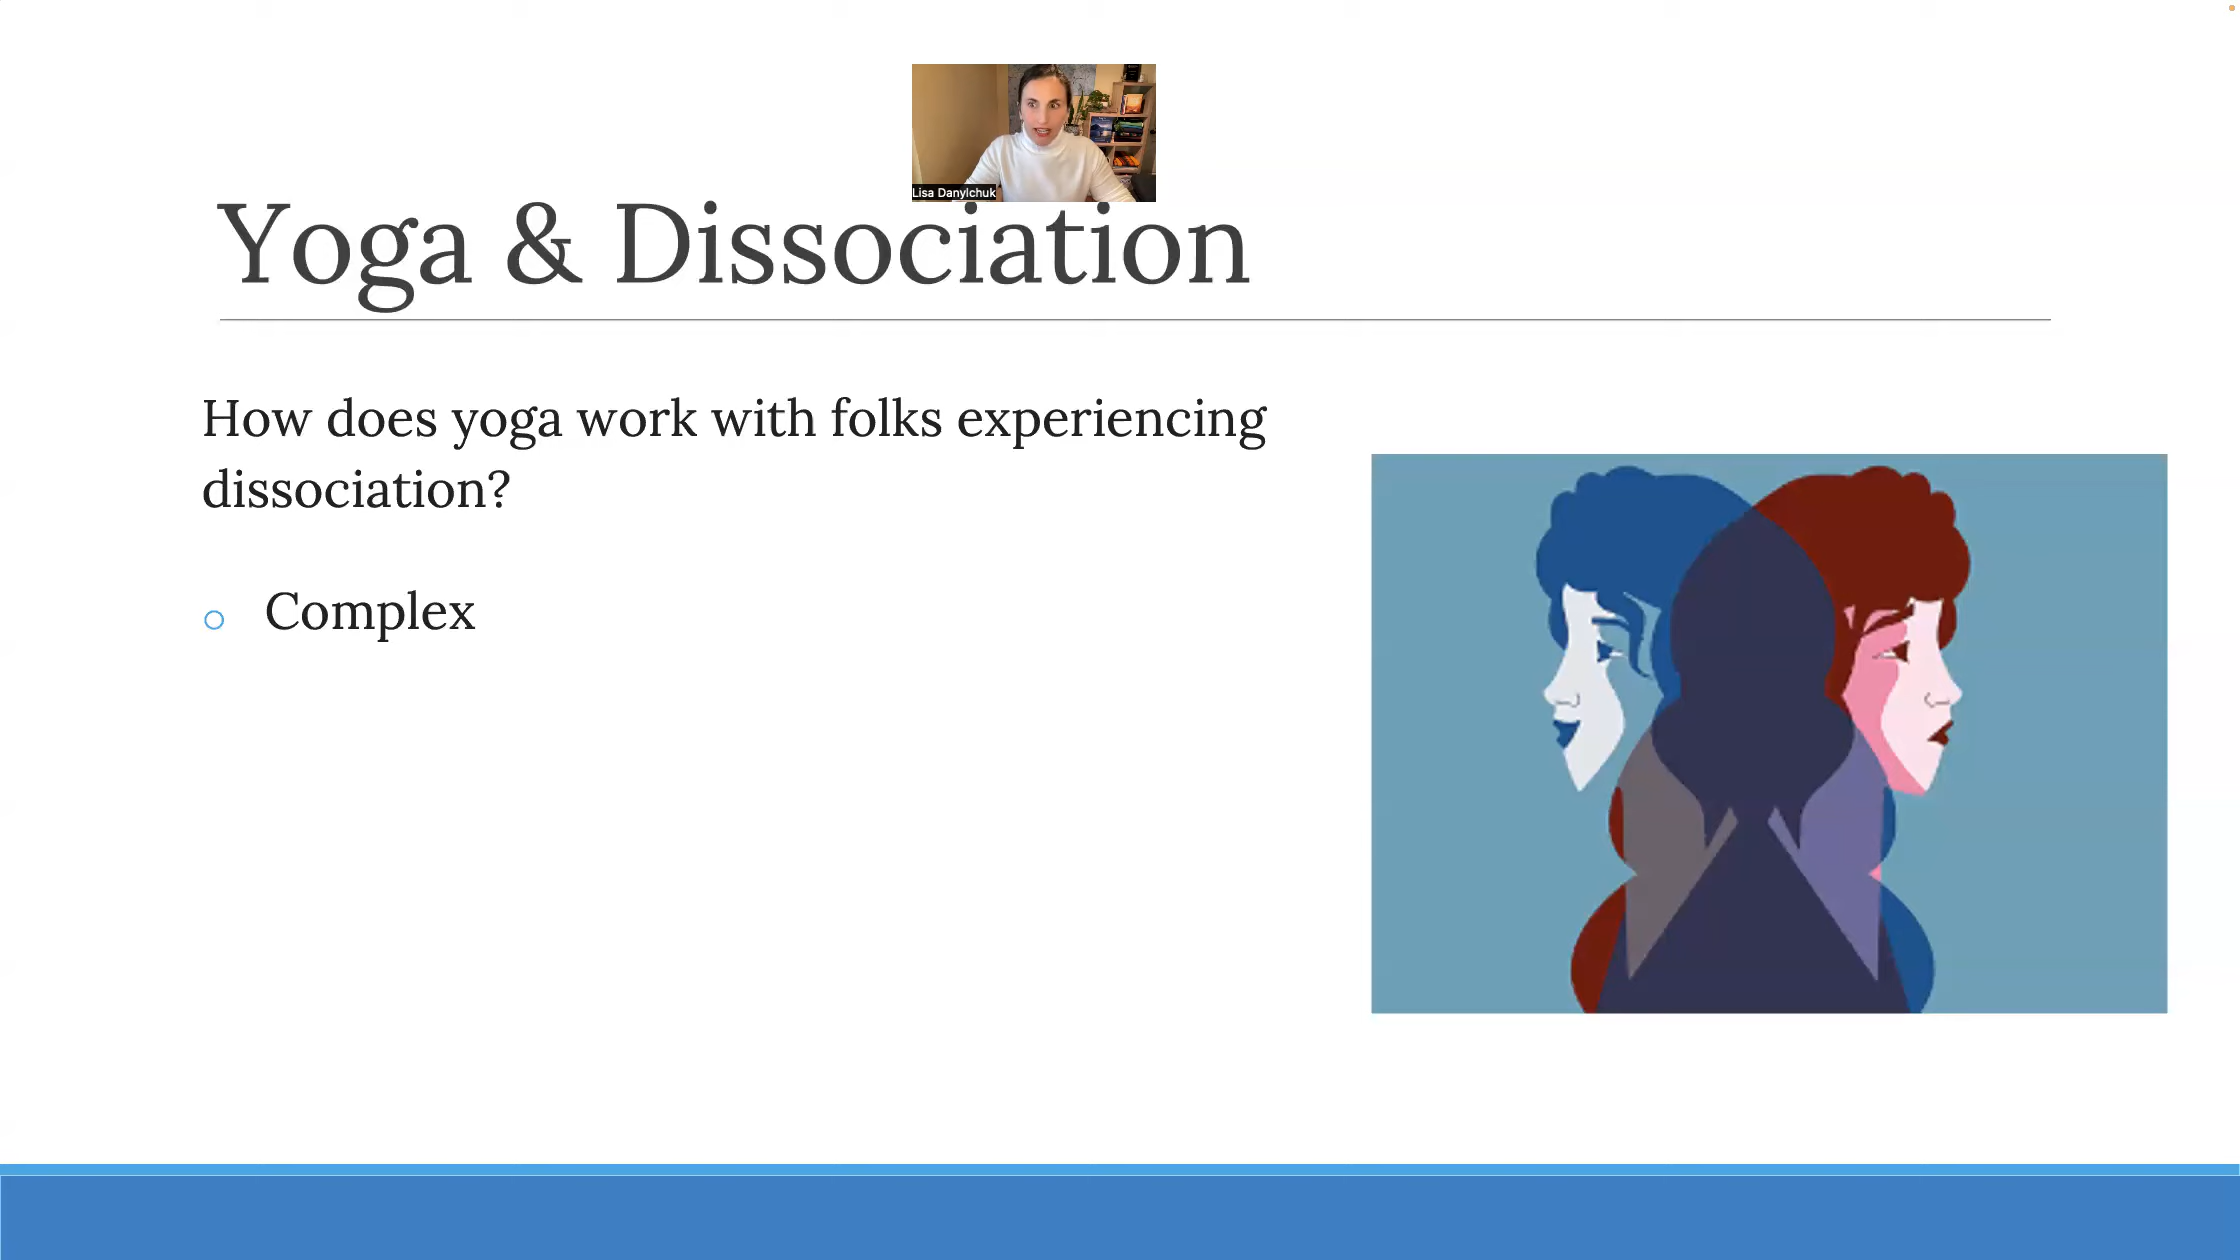 Lisa Danylchuk
Yoga & Dissociation
How does yoga work with folks experiencing
dissociation?
Complex